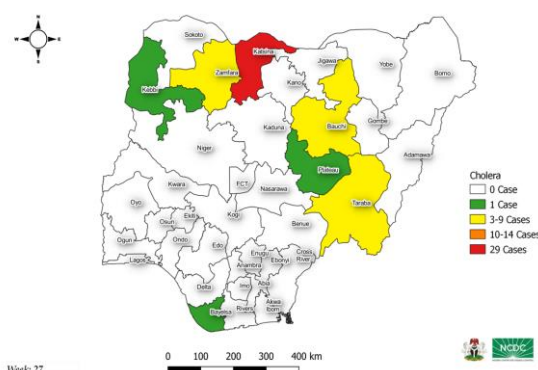 N
W
E
S
Sokoto
Katsina
Jigawa
Yobe
Borno
Zamfara
Kebbi
Kano
Bauchi
Gombe
Kaduna
Niger
Adamawa
Plateau
FCT
Nasarawa
Kwara
Taraba
Oyo
Kogi
Benue
Ekiti
Osun
Ondo
Edo
Ogun
Lagos
Enugu
Anambra
Ebonyi
Cross
River
Delta
Imo
Abia
Akwa
Ibom
Rivers
Bayelsa
Cholera
0 Case
1 Case
3-9 Cases
10-14 Cases
29 Cases
Week: 27
0 100 200 300 400 km
NCDC